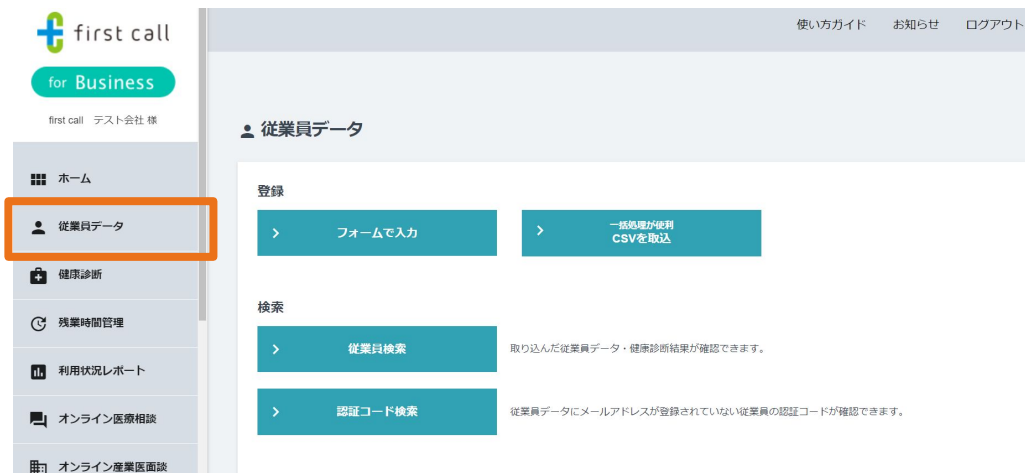 first call
for Business
first call テスト会社 様
使い方ガイド お知らせ ログアウト
ホーム
従業員データ
健康診断
残業時間管理
利用状況レポート
オンライン医療相談
オンライン産業医面談
従業員データ
登録
フォームで入力
一括処理が便利
CSVを取込
検索
従業員検索
取り込んだ従業員データ・健康診断結果が確認できます。
認証コード検索
従業員データにメールアドレスが登録されていない従業員の認証コードが確認できます。